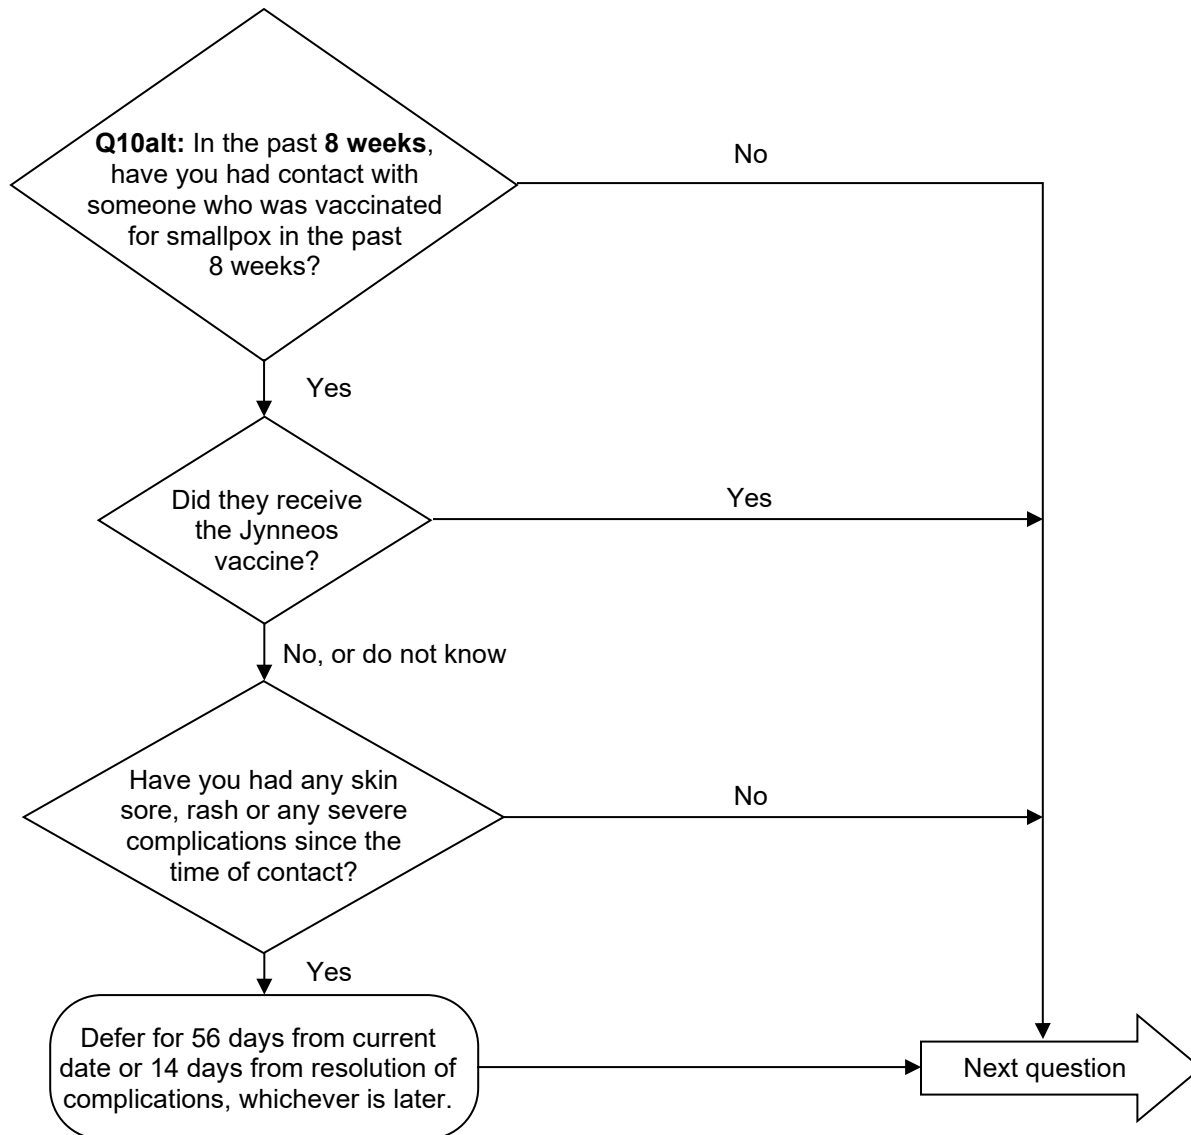 Q10alt: In the past 8 weeks,
have you had contact with
someone who was vaccinated
for smallpox in the past
8 weeks?
No
Yes
Did they receive
the Jynneos
vaccine?
Yes
No, or do not know
Have you had any skin
sore, rash or any severe
complications since the
time of contact?
No
Yes
Defer for 56 days from current
date or 14 days from resolution of
complications, whichever is later.
Next question